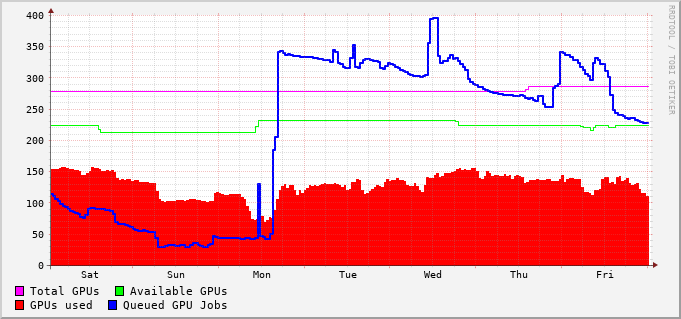 400
350
300
250
200
150
100
50
0
Sat Sun Mon Tue Wed Thu Fri
Total GPUs Available GPUs
GPUs used Queued GPU Jobs
RRDTOOL / TOBI OETIKER